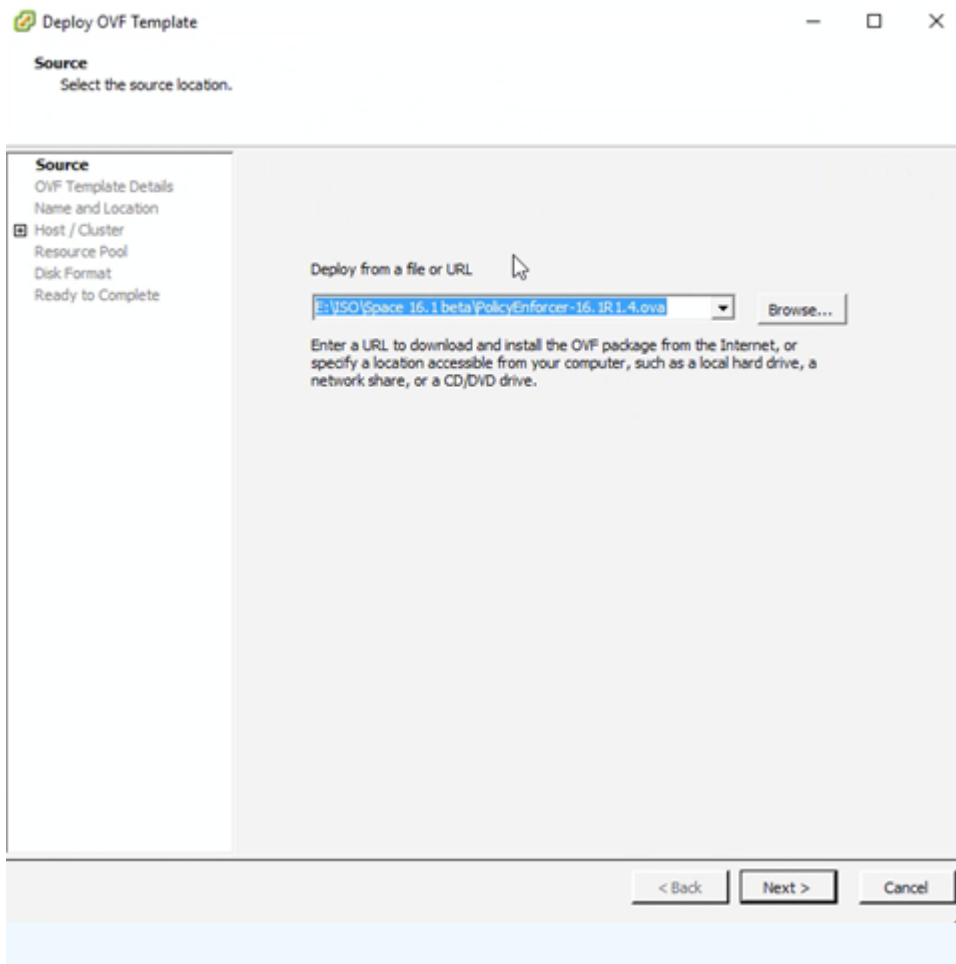 Deploy OVF Template
Source
Select the source location.
Source
OVF Template Details
Name and Location
Host / Cluster
Resource Pool
Disk Format
Ready to Complete
Deploy from a file or URL
E:\ISO\Space 16.1 beta\PolicyEnforcer-16.1R1.4.ova
Browse...
Enter a URL to download and install the OVF package from the Internet, or
specify a location accessible from your computer, such as a local hard drive, a
network share, or a CD/DVD drive.
< Back
Next >
Cancel